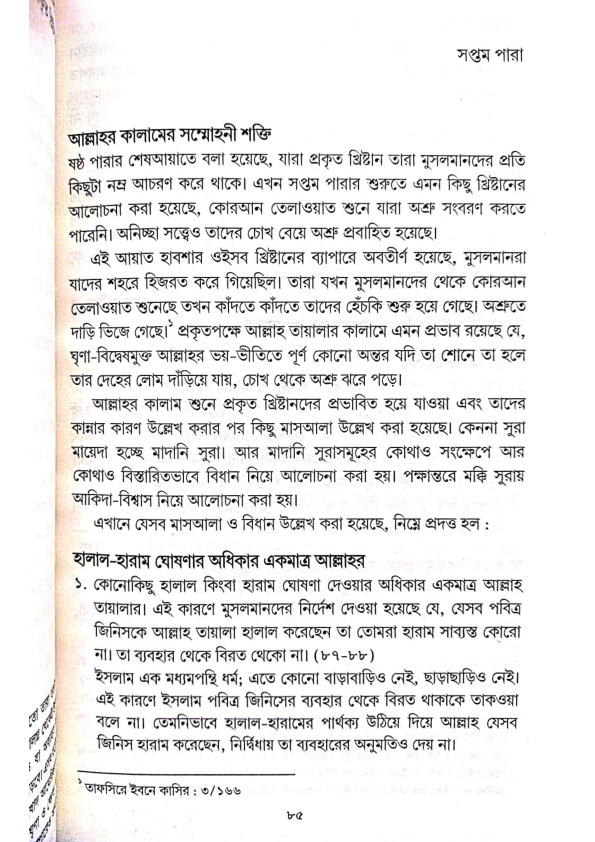 সপ্তম পারা
আল্লাহর কালামের সম্মোহনী শক্তি
ষষ্ঠ পারার শেষআয়াতে বলা হয়েছে, যারা প্রকৃত খ্রিষ্টান তারা মুসলমানদের প্রতি
কিছুটা নম্র আচরণ করে থাকে। এখন সপ্তম পারার শুরুতে এমন কিছু খ্রিষ্টানের
আলোচনা করা হয়েছে, কোরআন তেলাওয়াত শুনে যারা অশ্রু সংবরণ করতে
পারেনি। অনিচ্ছা সত্ত্বেও তাদের চোখ বেয়ে অশ্রু প্রবাহিত হয়েছে।
এই আয়াত হাবশার ওইসব খ্রিষ্টানের ব্যাপারে অবতীর্ণ হয়েছে, মুসলমানরা
যাদের শহরে হিজরত করে গিয়েছিল। তারা যখন মুসলমানদের থেকে কোরআন
তেলাওয়াত শুনেছে তখন কাঁদতে কাঁদতে তাদের হেঁচকি শুরু হয়ে গেছে। অশ্রুতে
দাড়ি ভিজে গেছে।১ প্রকৃতপক্ষে আল্লাহ তায়ালার কালামে এমন প্রভাব রয়েছে যে,
ঘৃণা-বিদ্বেষমুক্ত আল্লাহর ভয়-ভীতিতে পূর্ণ কোনো অন্তর যদি তা শোনে তা হলে
তার দেহের লোম দাঁড়িয়ে যায়, চোখ থেকে অশ্রু ঝরে পড়ে।
আল্লাহর কালাম শুনে প্রকৃত খ্রিষ্টানদের প্রভাবিত হয়ে যাওয়া এবং তাদের
কান্নার কারণ উল্লেখ করার পর কিছু মাসআলা উল্লেখ করা হয়েছে। কেননা সুরা
মায়েদা হচ্ছে মাদানি সুরা। আর মাদানি সুরাসমূহের কোথাও সংক্ষেপে আর
কোথাও বিস্তারিতভাবে বিধান নিয়ে আলোচনা করা হয়। পক্ষান্তরে মক্কি সুরায়
আকিদা-বিশ্বাস নিয়ে আলোচনা করা হয়।
এখানে যেসব মাসআলা ও বিধান উল্লেখ করা হয়েছে, নিম্নে প্রদত্ত হল :
হালাল-হারাম ঘোষণার অধিকার একমাত্র আল্লাহর
১. কোনোকিছু হালাল কিংবা হারাম ঘোষণা দেওয়ার অধিকার একমাত্র আল্লাহ
তায়ালার। এই কারণে মুসলমানদের নির্দেশ দেওয়া হয়েছে যে, যেসব পবিত্র
জিনিসকে আল্লাহ তায়ালা হালাল করেছেন তা তোমরা হারাম সাব্যস্ত কোরো
না। তা ব্যবহার থেকে বিরত থেকো না। (৮৭-৮৮)
ইসলাম এক মধ্যমপন্থি ধর্ম; এতে কোনো বাড়াবাড়িও নেই, ছাড়াছাড়িও নেই।
এই কারণে ইসলাম পবিত্র জিনিসের ব্যবহার থেকে বিরত থাকাকে তাকওয়া
বলে না। তেমনিভাবে হালাল-হারামের পার্থক্য উঠিয়ে দিয়ে আল্লাহ যেসব
জিনিস হারাম করেছেন, নির্দ্বিধায় তা ব্যবহারের অনুমতিও দেয় না।
১ তাফসিরে ইবনে কাসির : ৩/১৬৬
৮৫